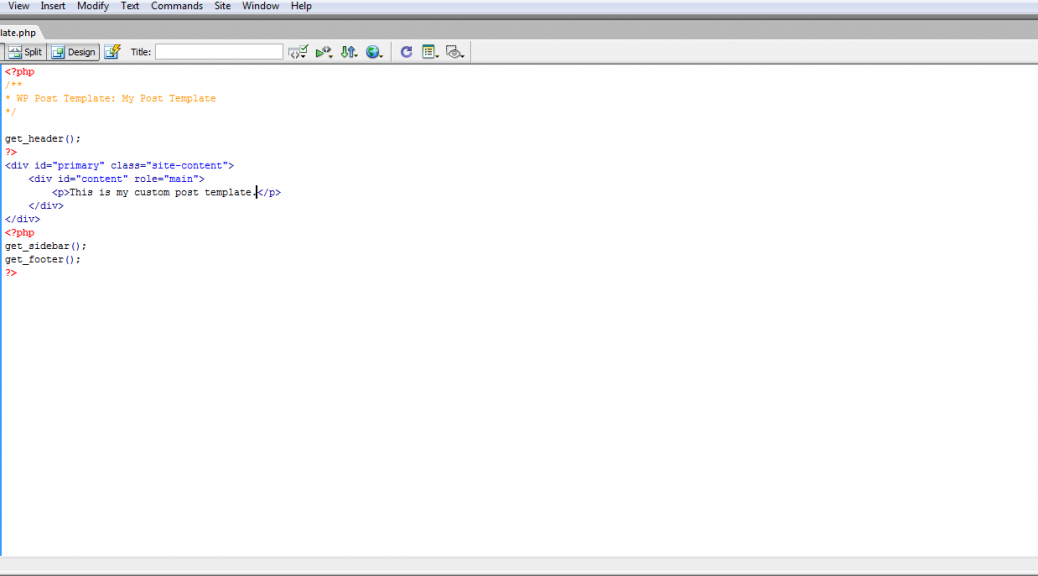 View Insert Modify Text Commands Site Window Help
late.php
Split Design Title:
<?php
/**
* WP Post Template: My Post Template
*/
get_header();
?>
<div id="primary" class="site-content">
<div id="content" role="main">
<p>This is my custom post template.</p>
</div>
</div>
<?php
get_sidebar();
get_footer();
?>